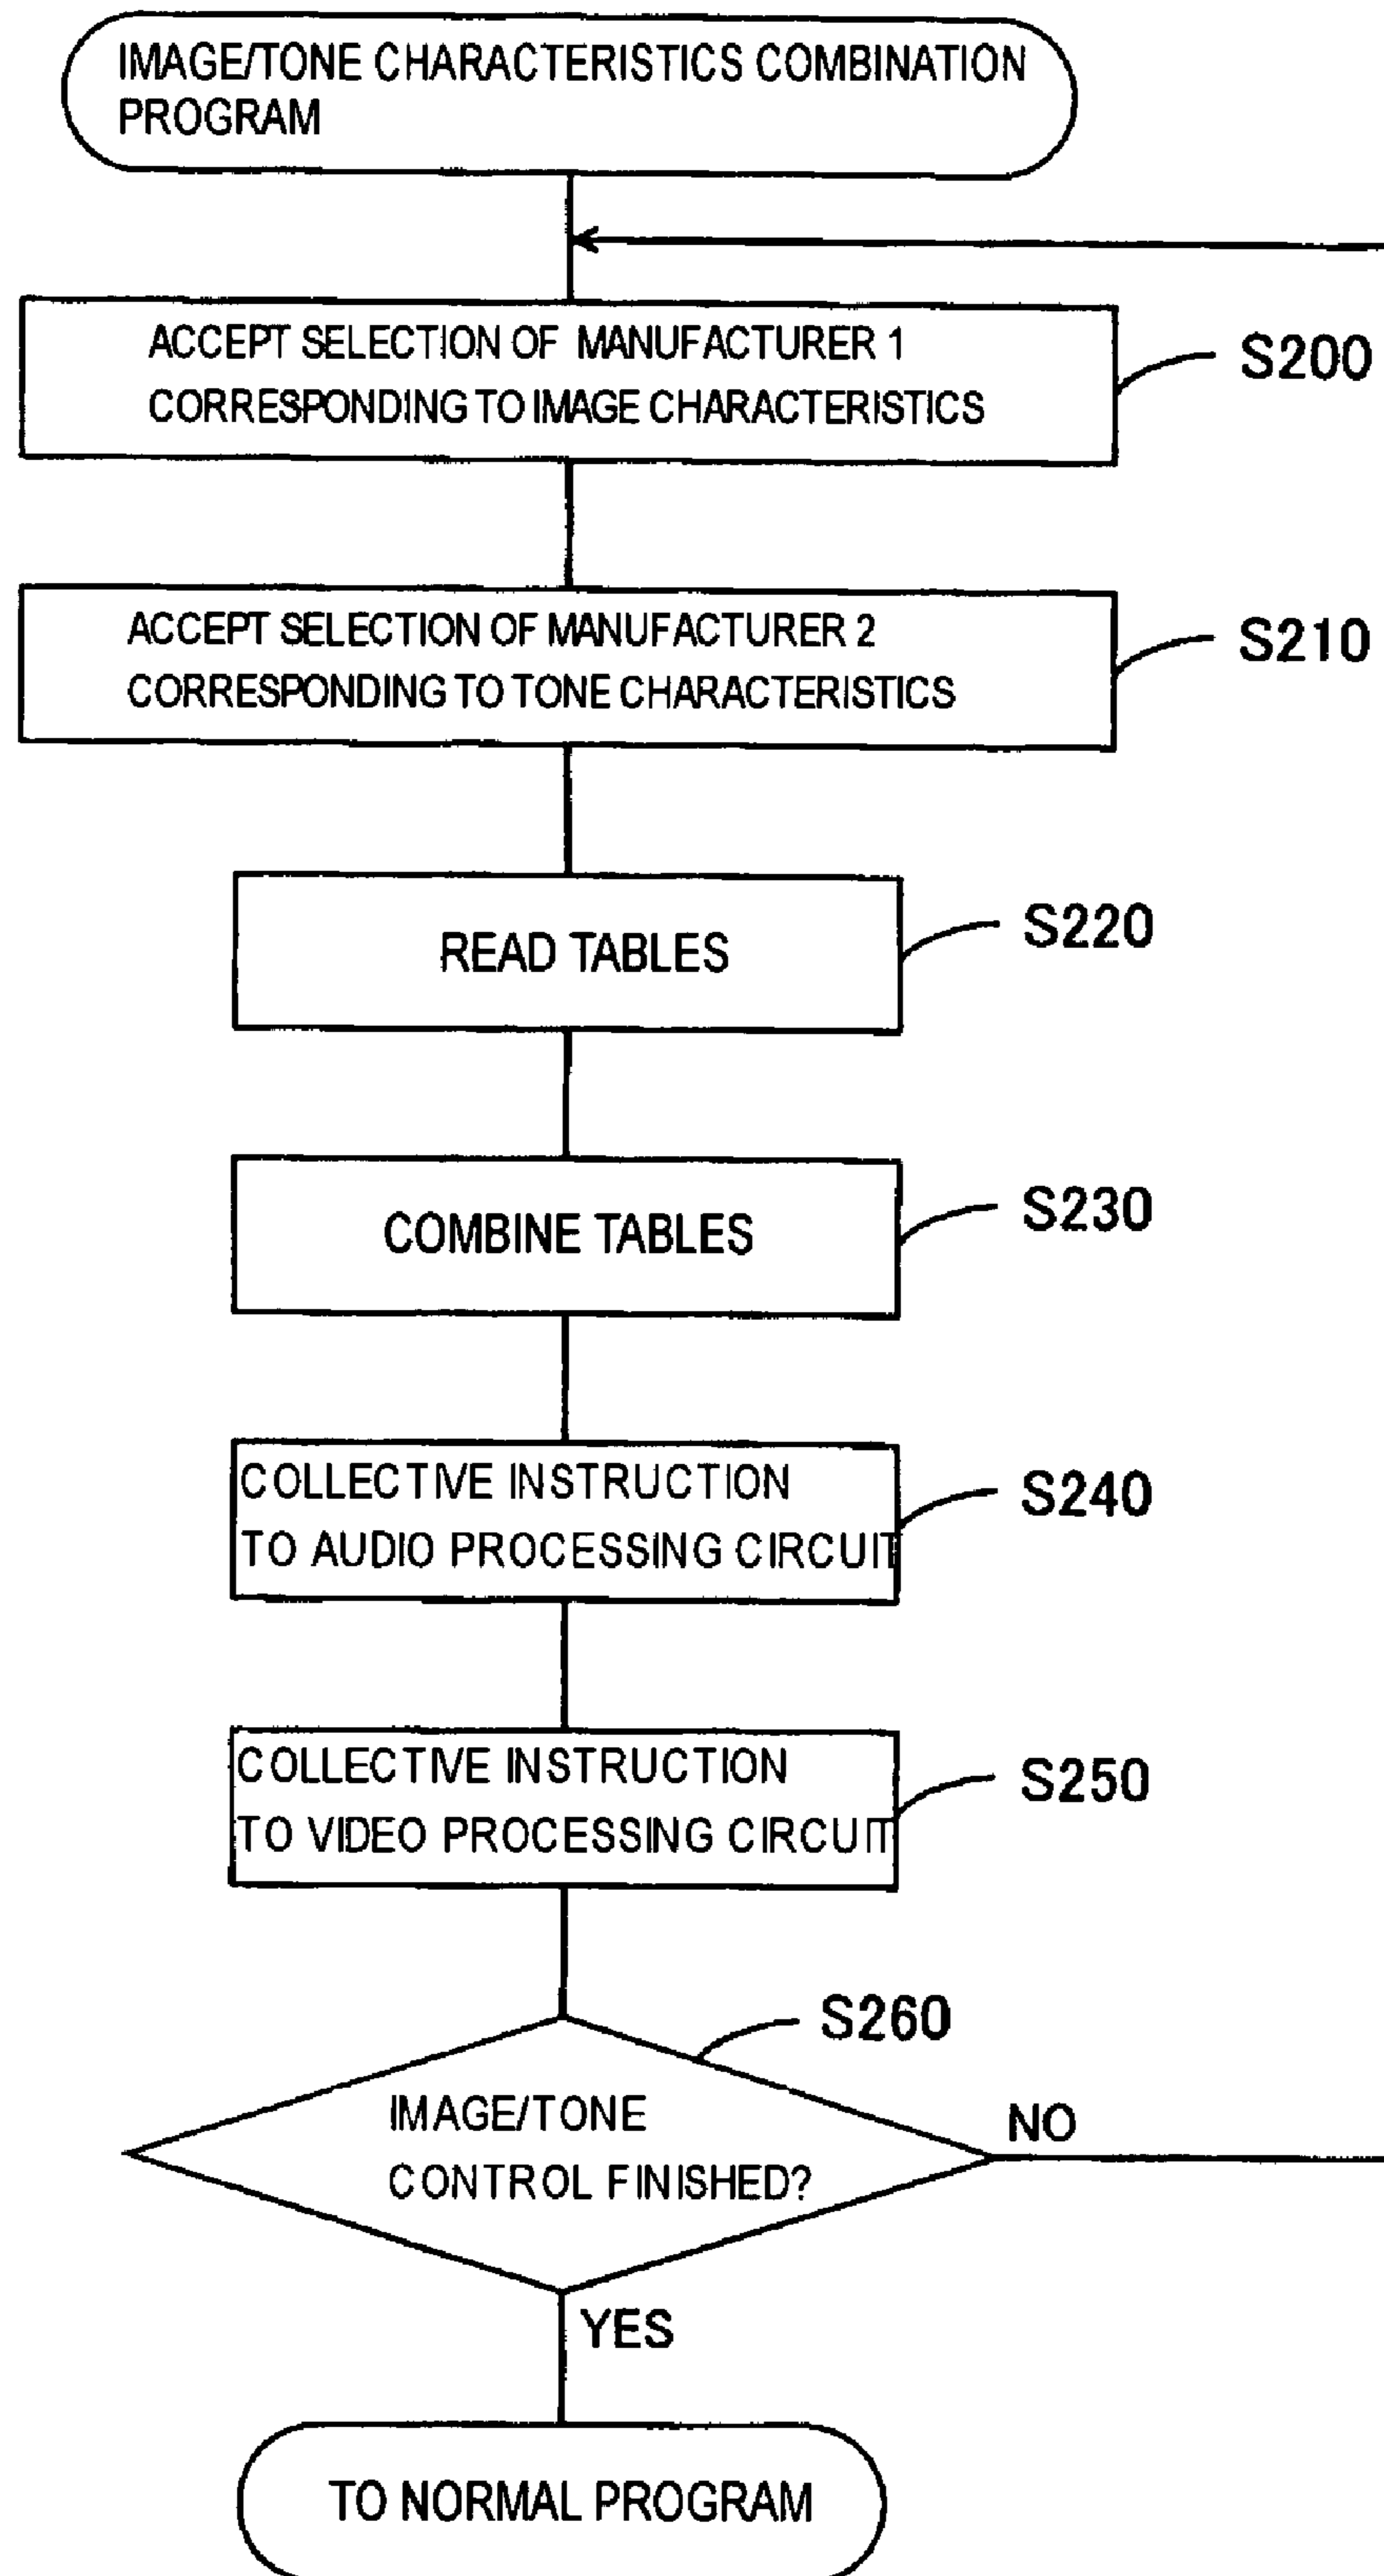 IMAGE/TONE CHARACTERISTICS COMBINATION
PROGRAM
ACCEPT SELECTION OF MANUFACTURER 1
CORRESPONDING TO IMAGE CHARACTERISTICS
S200
ACCEPT SELECTION OF MANUFACTURER 2
CORRESPONDING TO TONE CHARACTERISTICS
S210
READ TABLES
S220
COMBINE TABLES
S230
COLLECTIVE INSTRUCTION
TO AUDIO PROCESSING CIRCUIT
S240
COLLECTIVE INSTRUCTION
TO VIDEO PROCESSING CIRCUIT
S250
S260
IMAGE/TONE
CONTROL FINISHED?
NO
YES
TO NORMAL PROGRAM